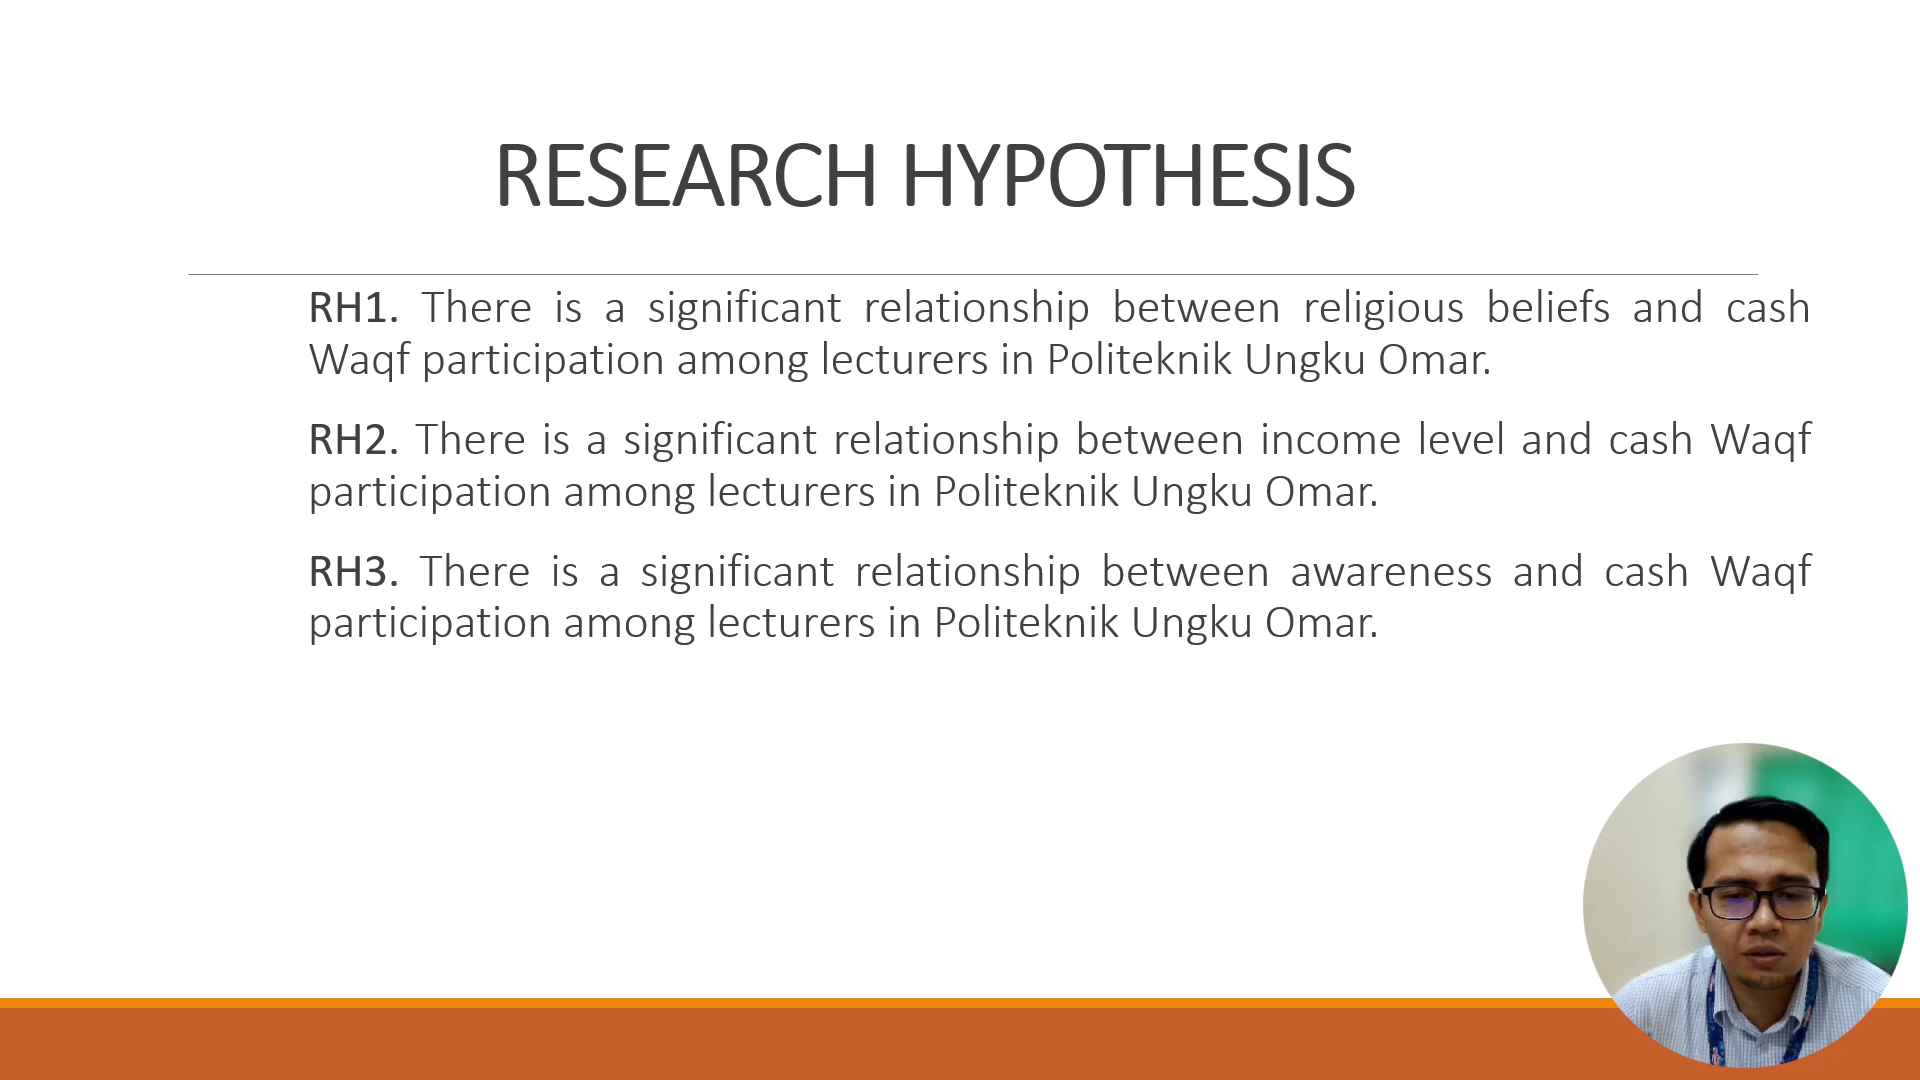 RESEARCH HYPOTHESIS
RH1. There is a significant relationship between religious beliefs and cash
Waqf participation among lecturers in Politeknik Ungku Omar.
RH2. There is a significant relationship between income level and cash Waqf
participation among lecturers in Politeknik Ungku Omar.
RH3. There is a significant relationship between awareness and cash Waqf
participation among lecturers in Politeknik Ungku Omar.